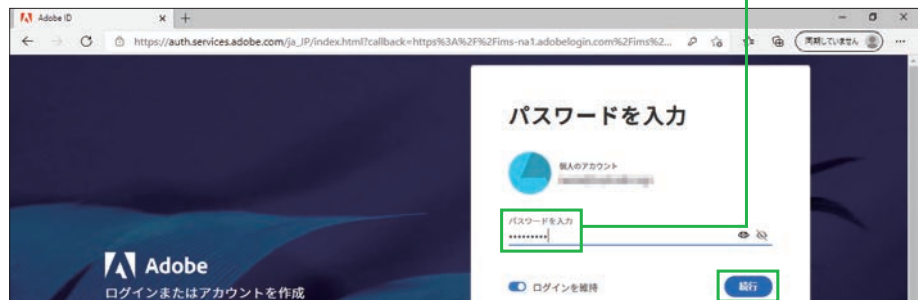 Adobe ID
https://auth.services.adobe.com/ja_JP/index.html?callback=https%3A%2F%2Fims-na1.adobelogin.com%2Fims%2...
同期していません
パスワードを入力
個人のアカウント
パスワードを入力
•••••••••
Adobe
ログインまたはアカウントを作成
ログインを維持
続行